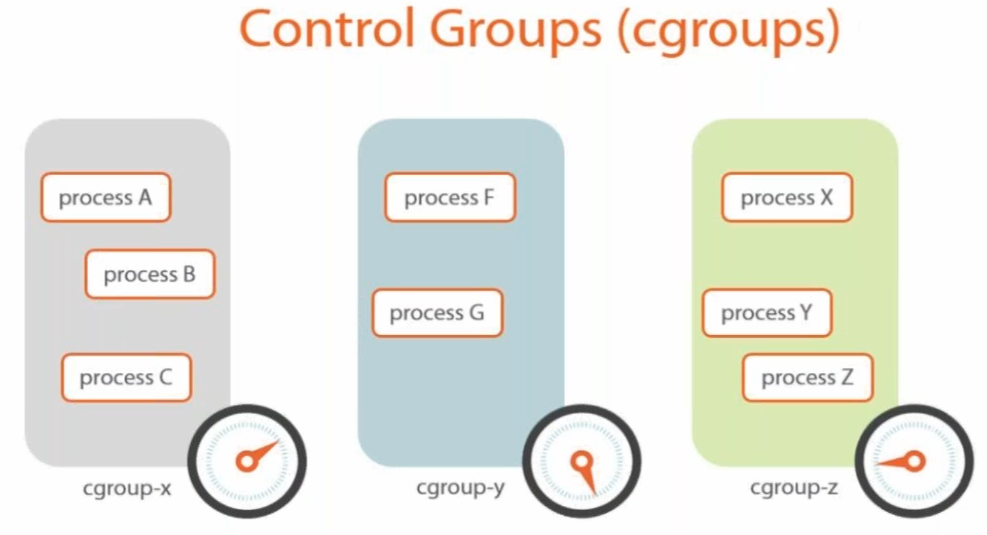 Control Groups (cgroups)
process A
process B
process C
cgroup-x
process F
process G
cgroup-y
process X
process Y
process Z
cgroup-z